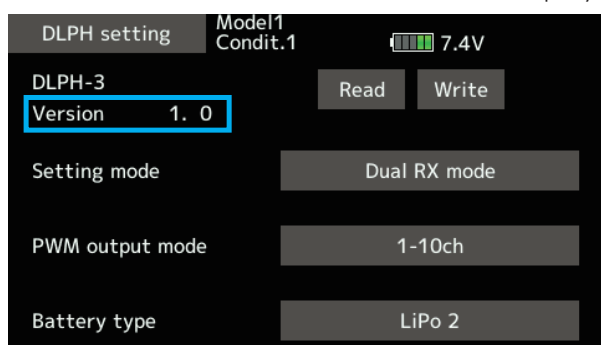 DLPH setting
Model1
Condit.1
7.4V
DLPH-3
Read Write
Version 1. 0
Setting mode Dual RX mode
PWM output mode 1-10ch
Battery type LiPo 2